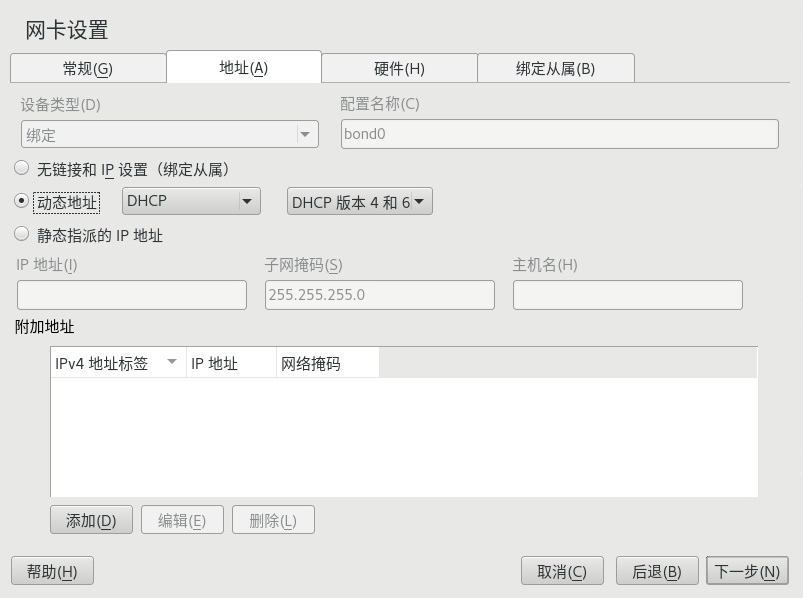 网卡设置
常规(G) 地址(A) 硬件(H) 绑定从属(B)
设备类型(D) 配置名称(C)
绑定 bond0
无链接和 IP 设置（绑定从属）
动态地址 DHCP DHCP 版本 4 和 6
静态指派的 IP 地址
IP 地址(I) 子网掩码(S) 主机名(H)
255.255.255.0
附加地址
IPv4 地址标签 IP 地址 网络掩码
添加(D) 编辑(E) 删除(L)
帮助(H) 取消(C) 后退(B) 下一步(N)